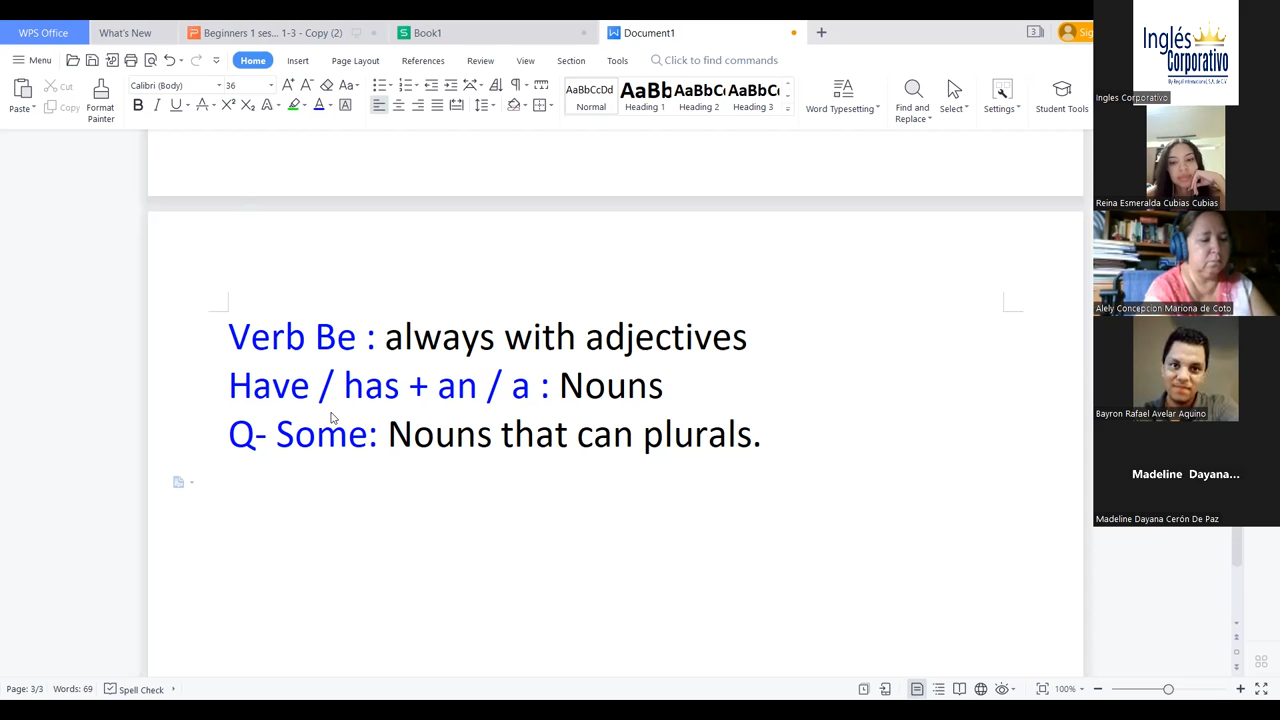 WPS Office
What's New
Beginners 1 ses... 1-3 - Copy (2)
Book1
Document1
Menu
Home
Insert
Page Layout
References
Review
View
Section
Tools
Click to find commands
Paste
Cut
Copy
Format Painter
Calibri (Body)
36
AaBbCcDd
Normal
AaBb
Heading 1
AaBbC
Heading 2
AaBbC
Heading 3
Word Typesetting
Find and Replace
Select
Settings
Student Tools
Verb Be : always with adjectives
Have / has + an / a : Nouns
Q- Some: Nouns that can plurals.
Page: 3/3
Words: 69
Spell Check
100%
Inglés
Corporativo
Ingles Corporativo
Reina Esmeralda Cubias Cubias
Alely Concepcion Mariona de Coto
Bayron Rafael Avelar Aquino
Madeline Dayana...
Madeline Dayana Cerón De Paz